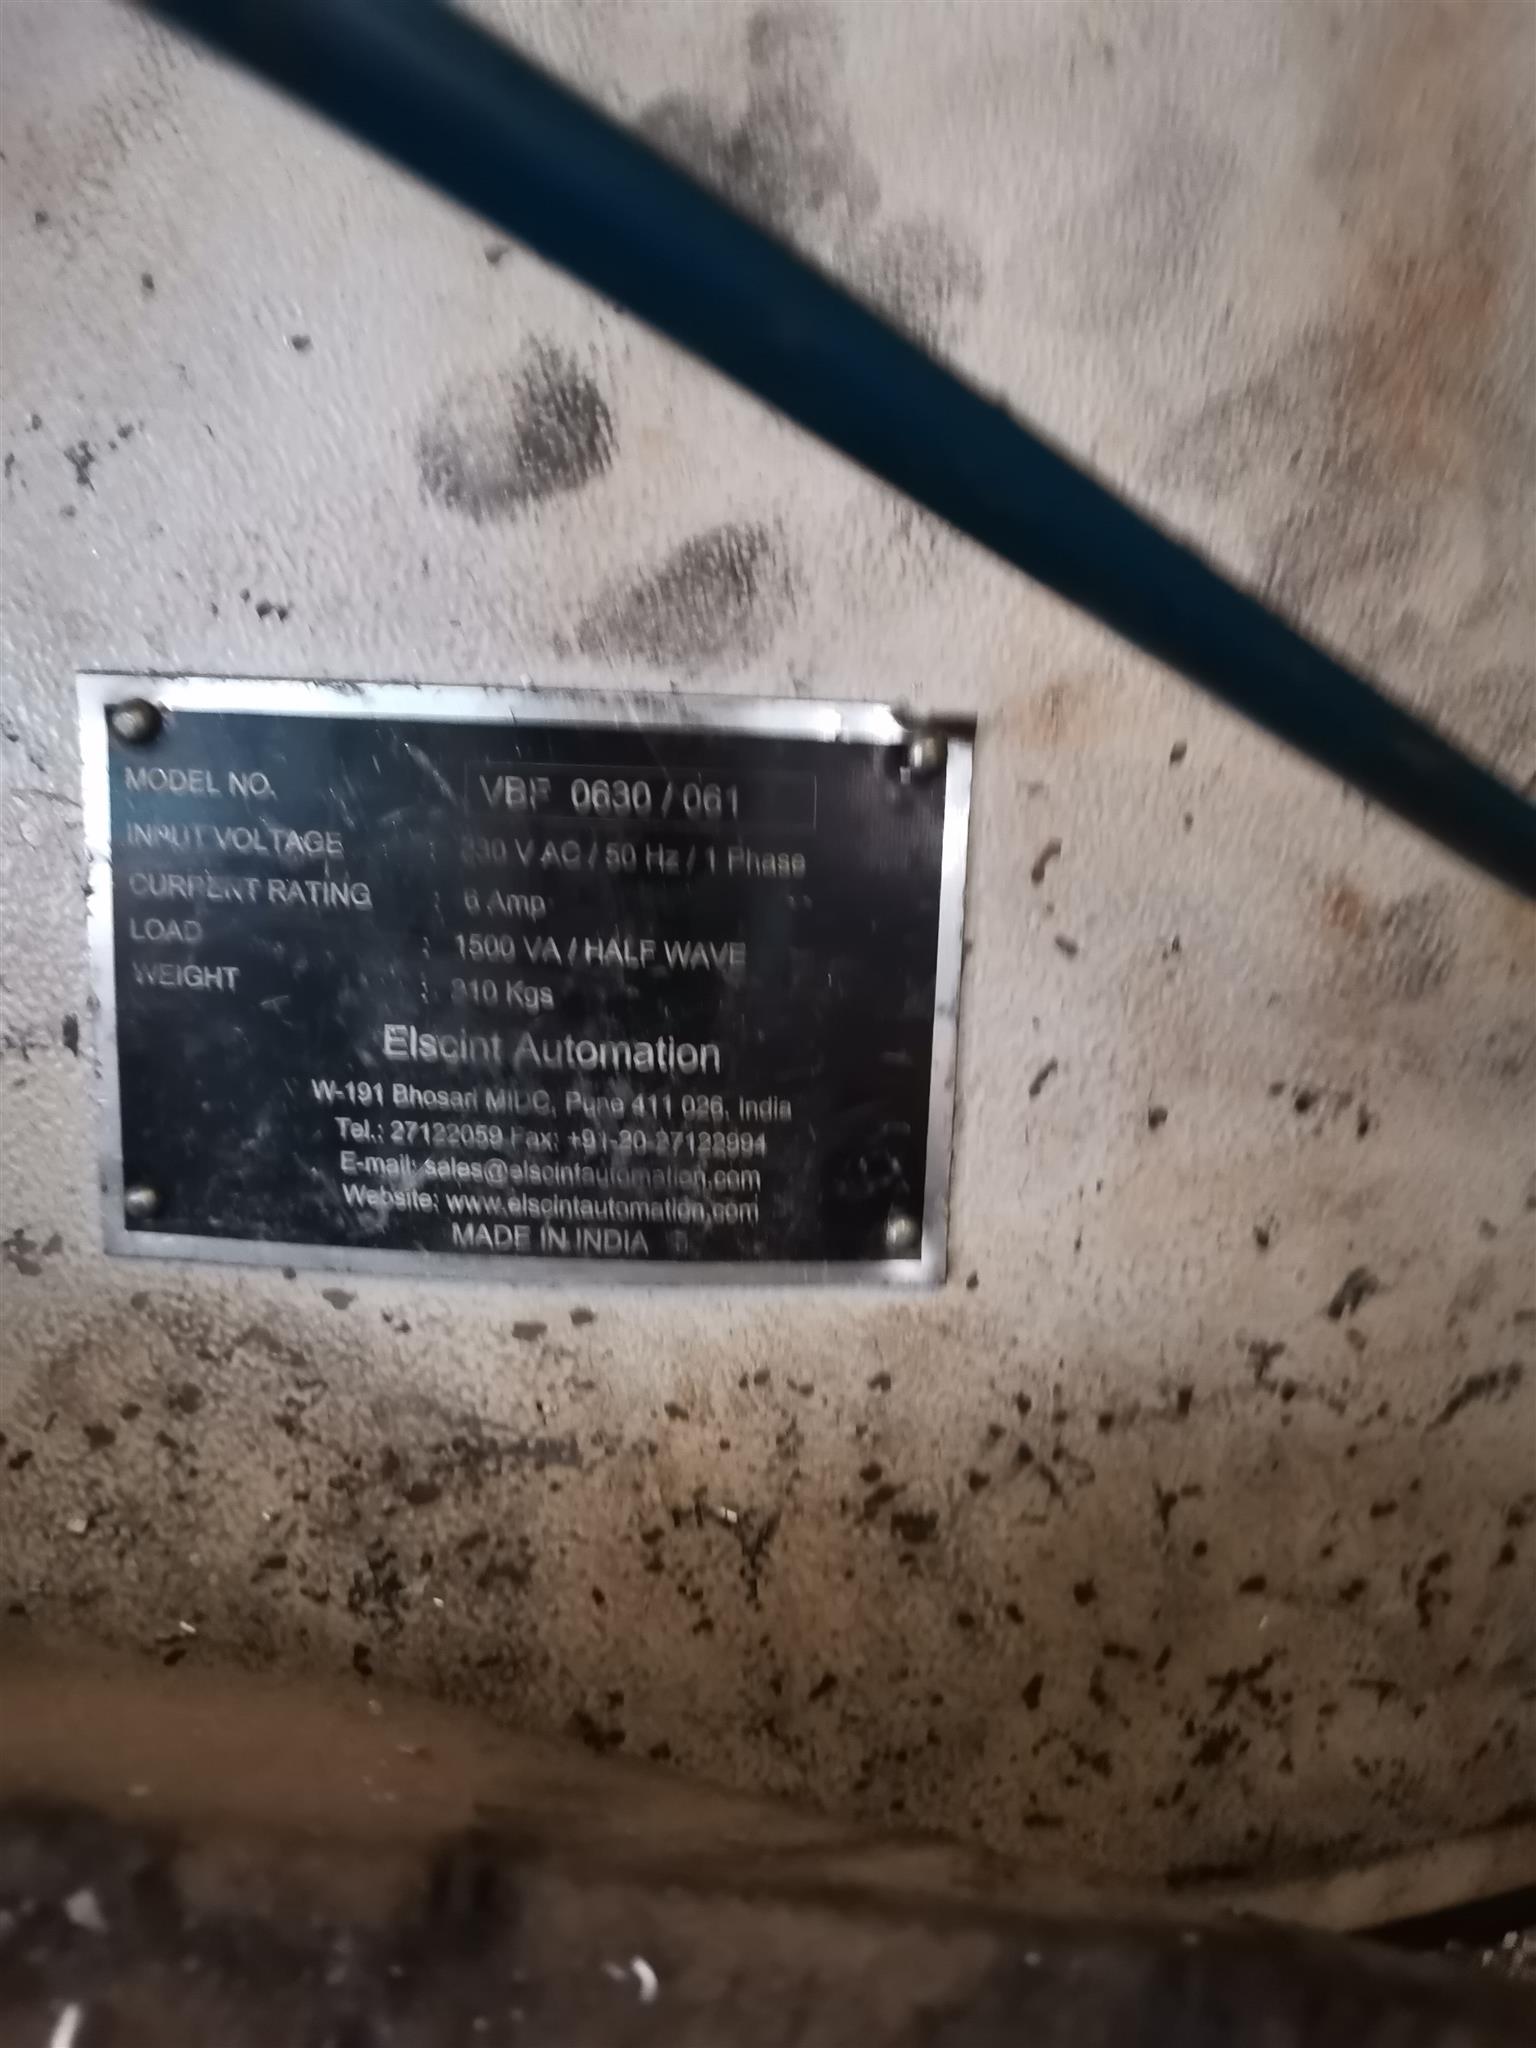 MODEL NO. VBF 0630 / 061
INPUT VOLTAGE : 230 V AC / 50 Hz / 1 Phase
CURRENT RATING : 6 Amp
LOAD : 1500 VA / HALF WAVE
WEIGHT : Kgs
Elscint Automation
W-191 Bhosari MIDC, Pune 411 026, India
Tel.: 27122059 Fax: +91-20-27122994
E-mail: sales@elscintautomation.com
Website: www.elscintautomation.com
MADE IN INDIA